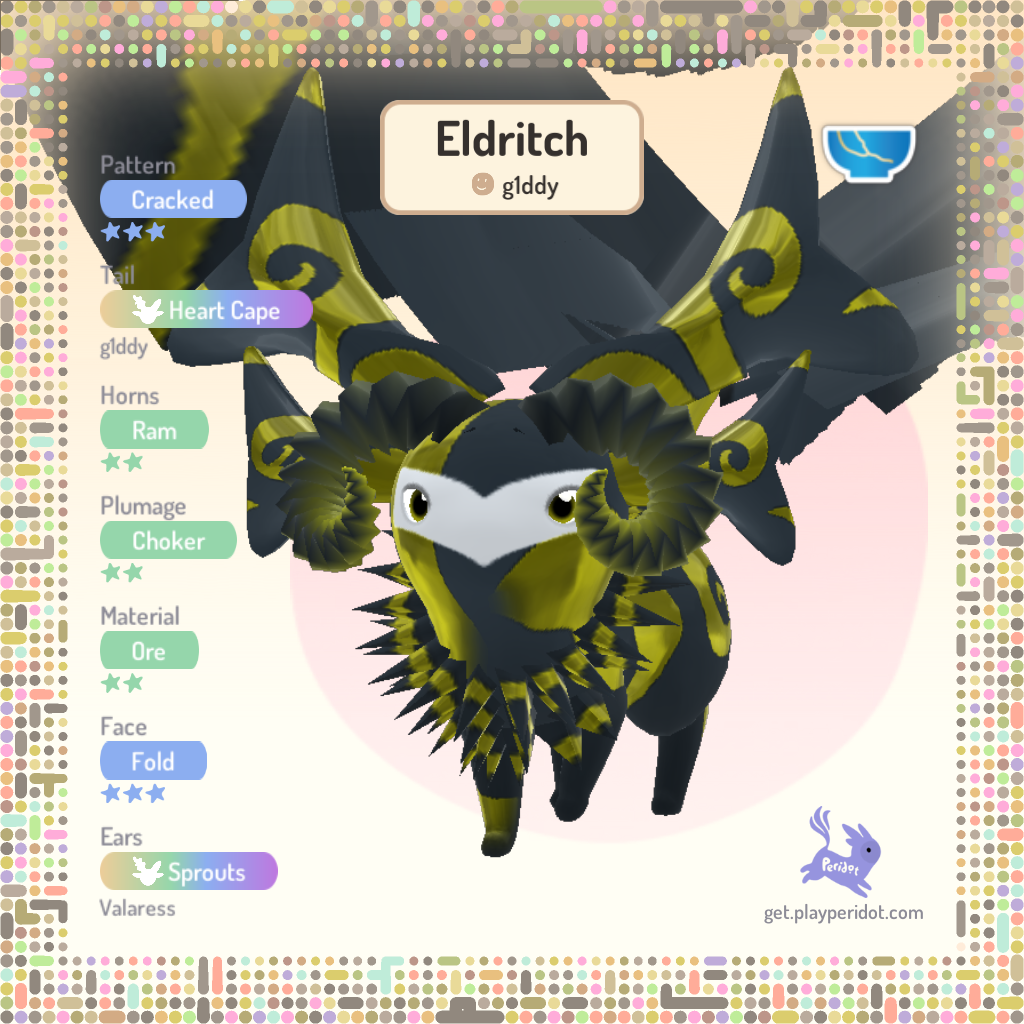 Eldritch
g1ddy
Pattern
Cracked
Tail
Heart Cape
g1ddy
Horns
Ram
Plumage
Choker
Material
Ore
Face
Fold
Ears
Sprouts
Valaress
Peridot
get.playperidot.com